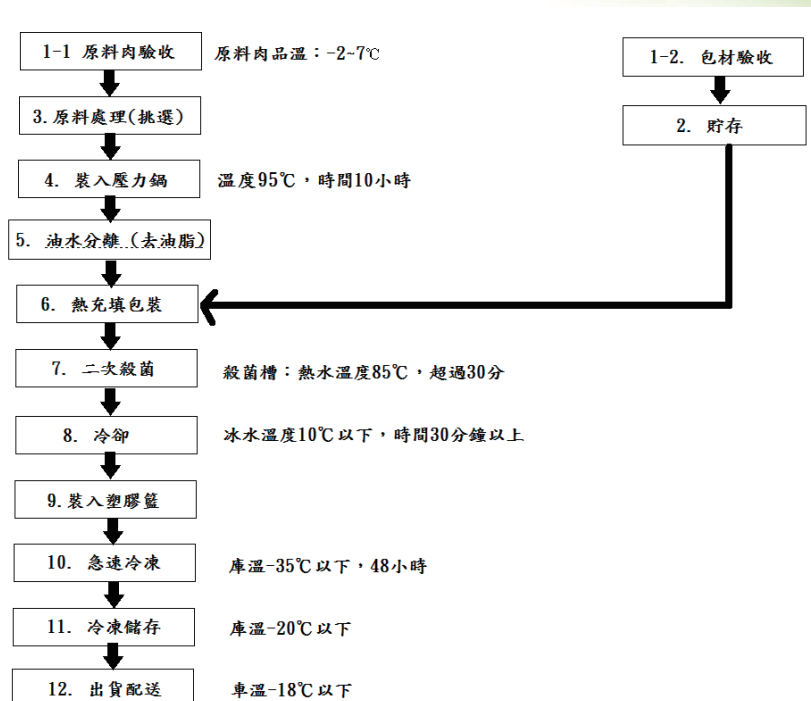 1-1 原料肉驗收 原料肉品溫：-2~7℃
1-2. 包材驗收
3.原料處理(挑選)
2. 貯存
4. 裝入壓力鍋 溫度95℃，時間10小時
5. 油水分離（去油脂）
6. 熱充填包裝
7. 二次殺菌 殺菌槽：熱水溫度85℃，超過30分
8. 冷卻 冰水溫度10℃以下，時間30分鐘以上
9.裝入塑膠籃
10. 急速冷凍 庫溫-35℃以下，48小時
11. 冷凍儲存 庫溫-20℃以下
12. 出貨配送 車溫-18℃以下